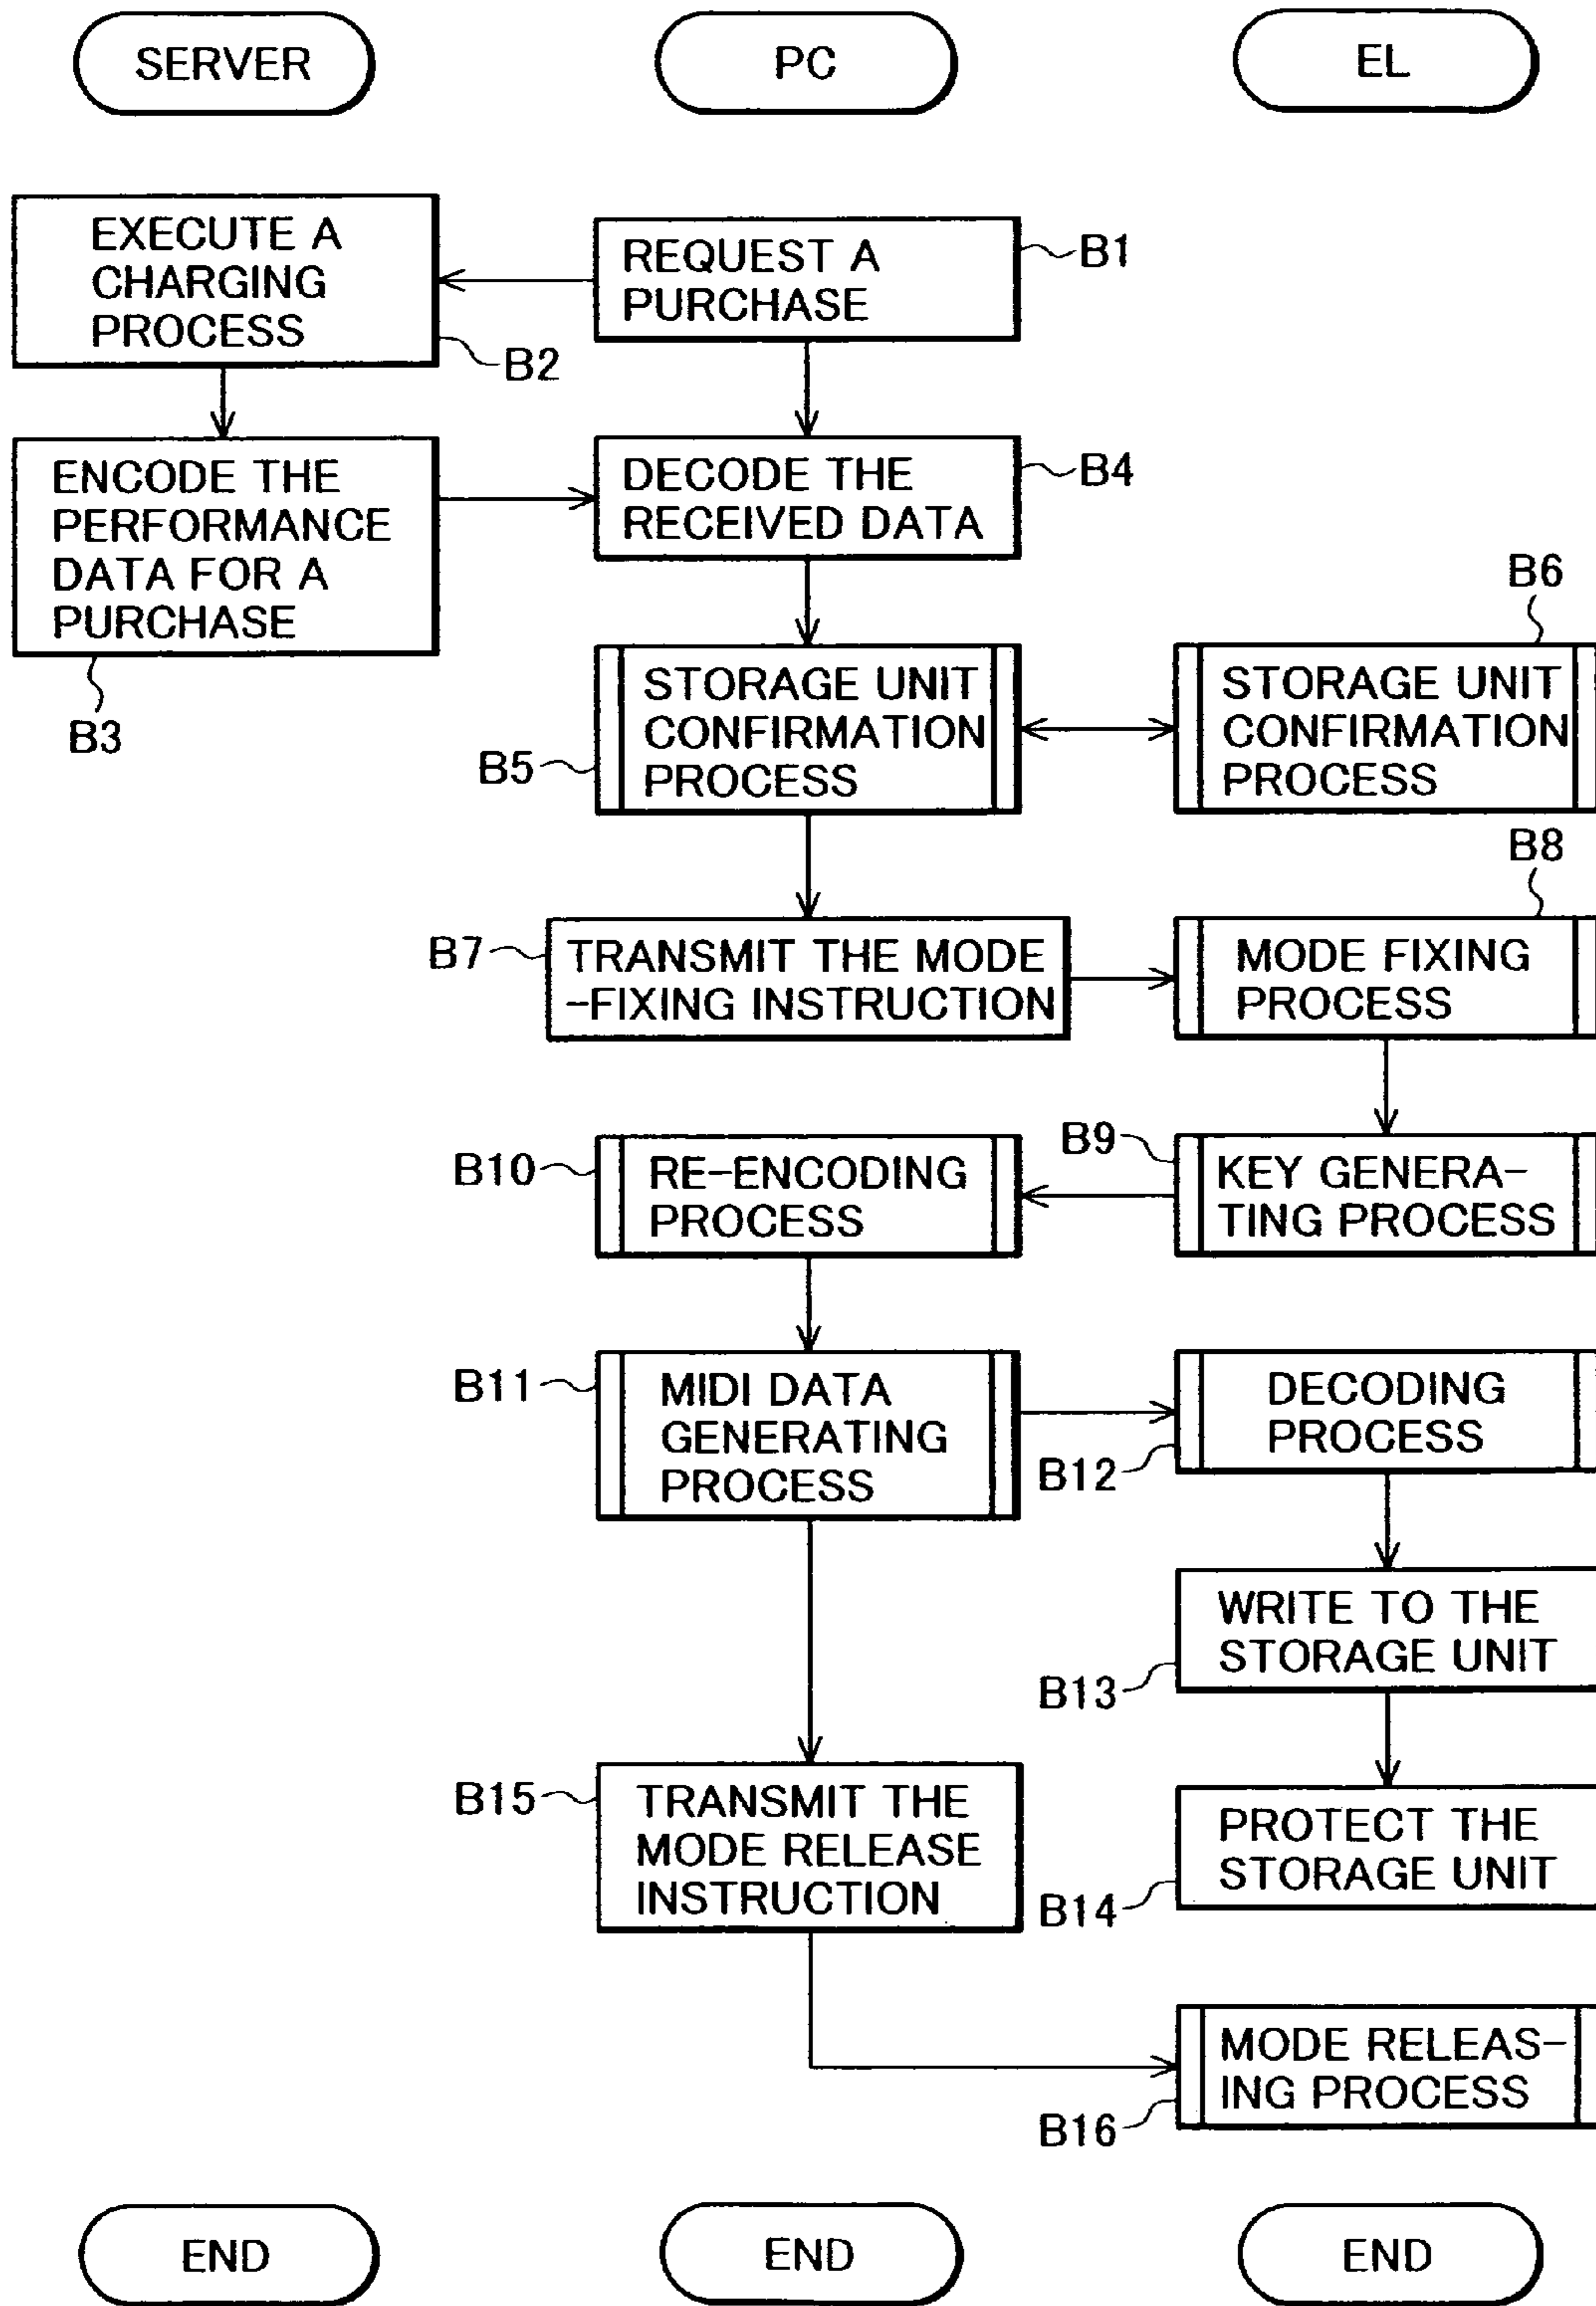 SERVER
PC
EL
EXECUTE A
CHARGING
PROCESS
B2
REQUEST A
PURCHASE
B1
ENCODE THE
PERFORMANCE
DATA FOR A
PURCHASE
B3
DECODE THE
RECEIVED DATA
B4
STORAGE UNIT
CONFIRMATION
PROCESS
B5
B6
STORAGE UNIT
CONFIRMATION
PROCESS
B7
TRANSMIT THE MODE
-FIXING INSTRUCTION
B8
MODE FIXING
PROCESS
B9
KEY GENERA-
TING PROCESS
B10
RE-ENCODING
PROCESS
B11
MIDI DATA
GENERATING
PROCESS
DECODING
PROCESS
B12
WRITE TO THE
STORAGE UNIT
B13
B15
TRANSMIT THE
MODE RELEASE
INSTRUCTION
PROTECT THE
STORAGE UNIT
B14
MODE RELEAS-
ING PROCESS
B16
END
END
END